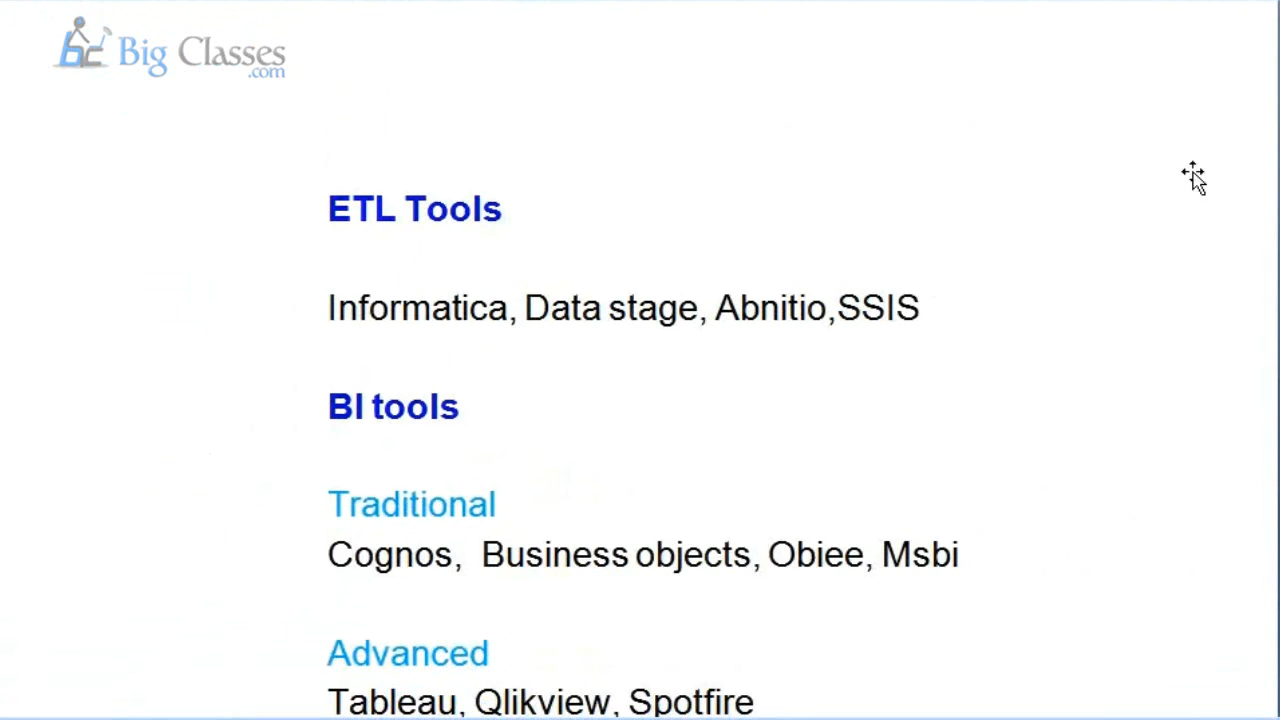 Big Classes
.com
ETL Tools
Informatica, Data stage, Abnitio,SSIS
BI tools
Traditional
Cognos, Business objects, Obiee, Msbi
Advanced
Tableau, Qlikview, Spotfire